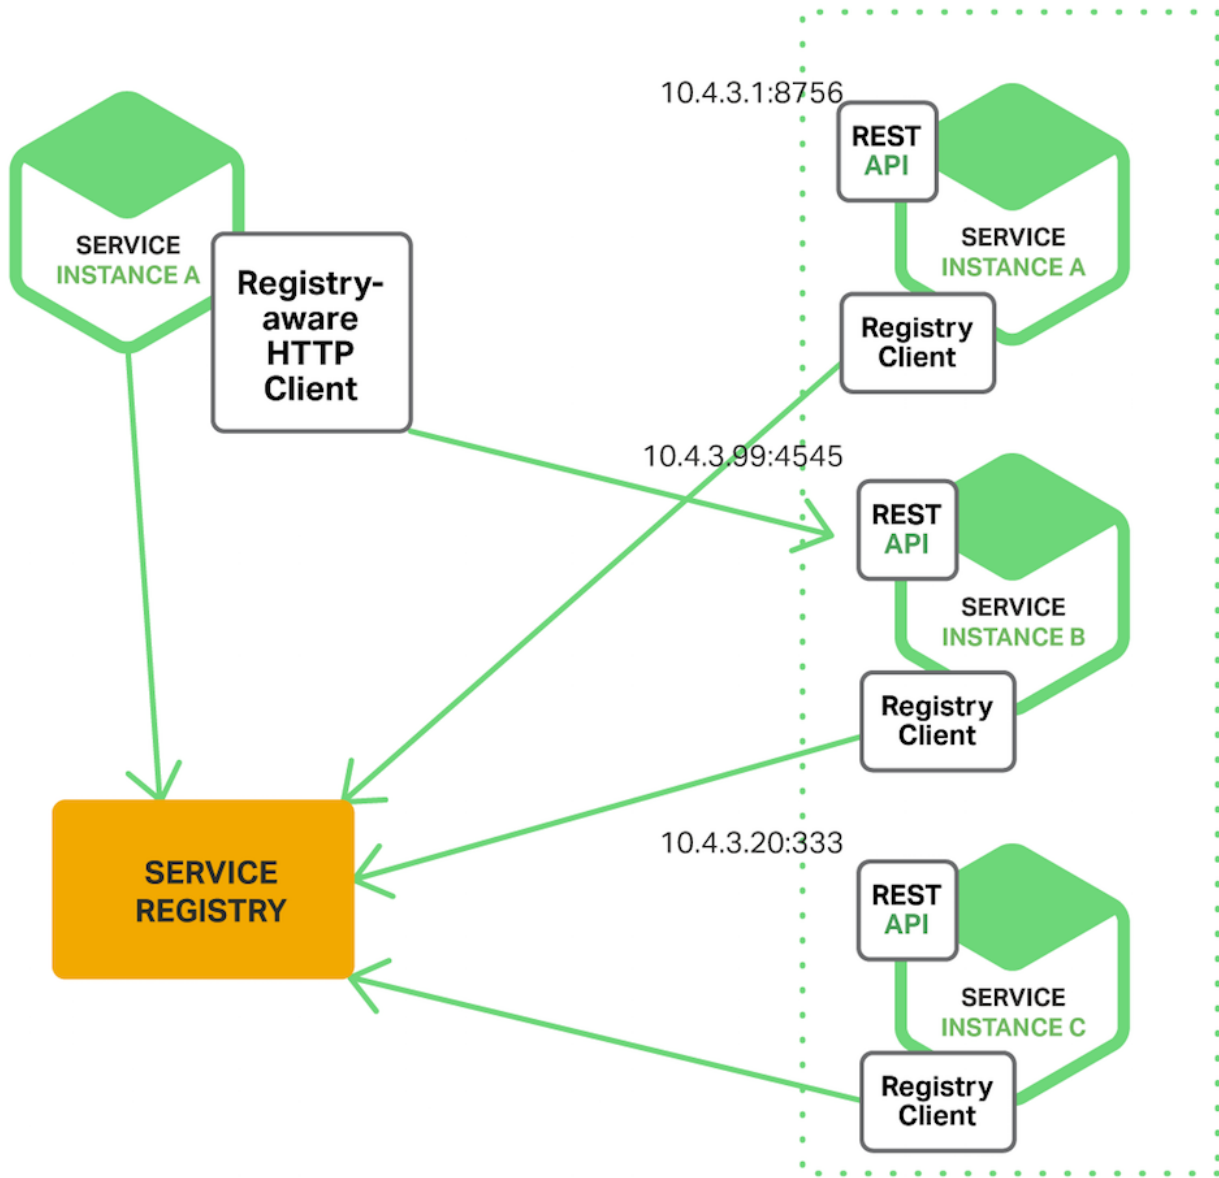 SERVICE
INSTANCE A
Registry-
aware
HTTP
Client
SERVICE
REGISTRY
10.4.3.1:8756
REST
API
SERVICE
INSTANCE A
Registry
Client
10.4.3.99:4545
REST
API
SERVICE
INSTANCE B
Registry
Client
10.4.3.20:333
REST
API
SERVICE
INSTANCE C
Registry
Client